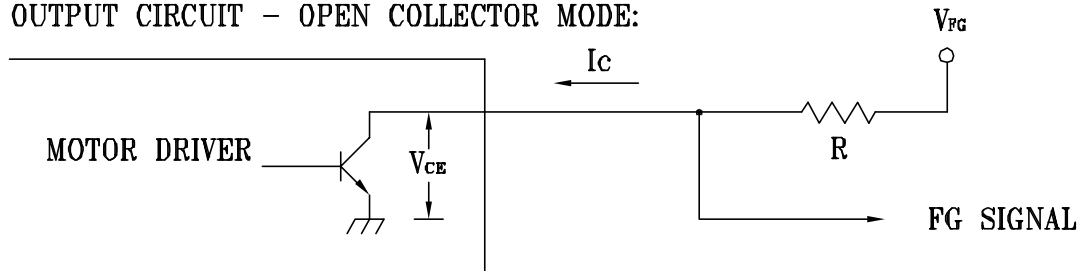 OUTPUT CIRCUIT - OPEN COLLECTOR MODE:
VFG
Ic
MOTOR DRIVER
VCE
R
FG SIGNAL